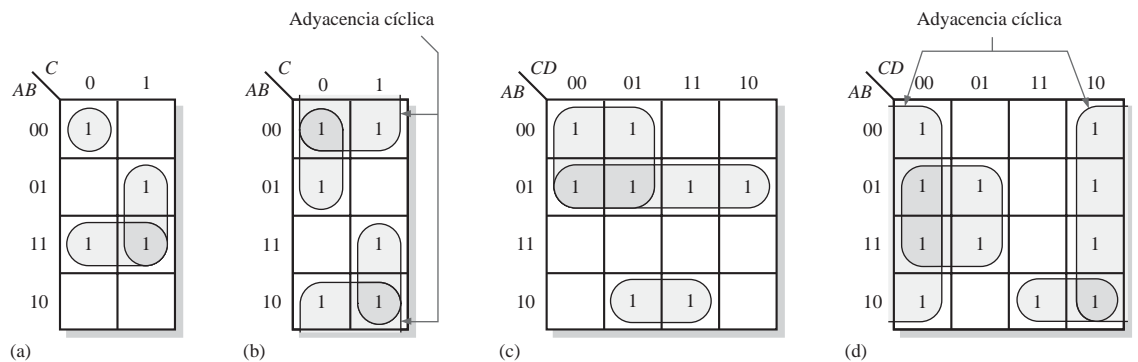 Adyacencia cíclica
Adyacencia cíclica
C
AB
0 1
00 1
01 1
11 1 1
10
(a)
C
AB
0 1
00 1 1
01 1
11 1
10 1 1
(b)
CD
AB
00 01 11 10
00 1 1
01 1 1 1 1
11
10 1 1
(c)
CD
AB
00 01 11 10
00 1 1
01 1 1 1
11 1 1 1
10 1 1 1
(d)